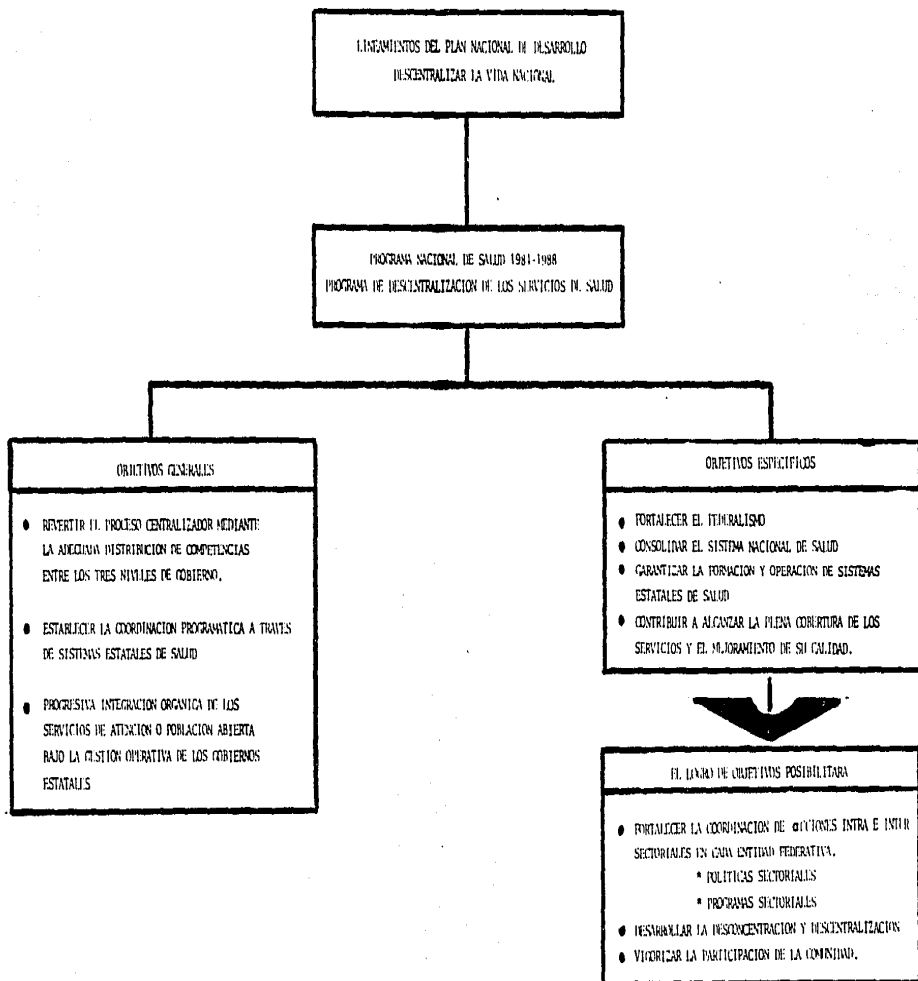 LINEAMIENTOS DEL PLAN NACIONAL DE DESARROLLO
DESCENTRALIZAR LA VIDA NACIONAL
PROGRAMA NACIONAL DE SALUD 1981-1988
PROGRAMA DE DESCENTRALIZACION DE LOS SERVICIOS DE SALUD
OBJETIVOS GENERALES
● REVERTIR EL PROCESO CENTRALIZADOR MEDIANTE
LA ADECUADA DISTRIBUCION DE COMPETENCIAS
ENTRE LOS TRES NIVELES DE GOBIERNO.
● ESTABLECER LA COORDINACION PROGRAMATICA A TRAVES
DE SISTEMAS ESTATALES DE SALUD
● PROGRESIVA INTEGRACION ORGANICA DE LOS
SERVICIOS DE ATENCION O POBLACION ABIERTA
BAJO LA GESTION OPERATIVA DE LOS GOBIERNOS
ESTATALES
OBJETIVOS ESPECIFICOS
● FORTALECER EL FEDERALISMO
● CONSOLIDAR EL SISTEMA NACIONAL DE SALUD
● GARANTIZAR LA FORMACION Y OPERACION DE SISTEMAS
ESTATALES DE SALUD
● CONTRIBUIR A ALCANZAR LA PLENA COBERTURA DE LOS
SERVICIOS Y EL MEJORAMIENTO DE SU CALIDAD.
EL LOGRO DE OBJETIVOS POSIBILITARA
● FORTALECER LA COORDINACION DE acCIONES INTRA E INTER
SECTORIALES EN CADA ENTIDAD FEDERATIVA.
* POLITICAS SECTORIALES
* PROGRAMAS SECTORIALES
● DESARROLLAR LA DESCONCENTRACION Y DESCENTRALIZACION
● VIGORIZAR LA PARTICIPACION DE LA COMUNIDAD.